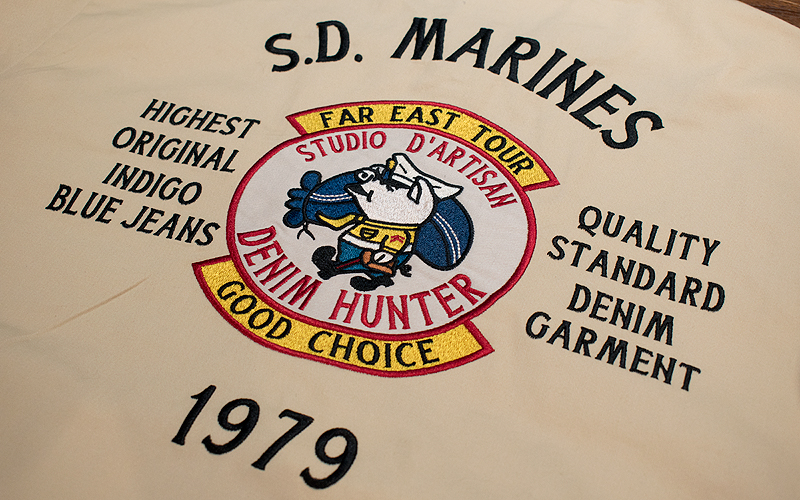 S.D. MARINES
HIGHEST
ORIGINAL
INDIGO
BLUE JEANS
FAR EAST TOUR
STUDIO D'ARTISAN
DENIM HUNTER
GOOD CHOICE
QUALITY
STANDARD
DENIM
GARMENT
1979